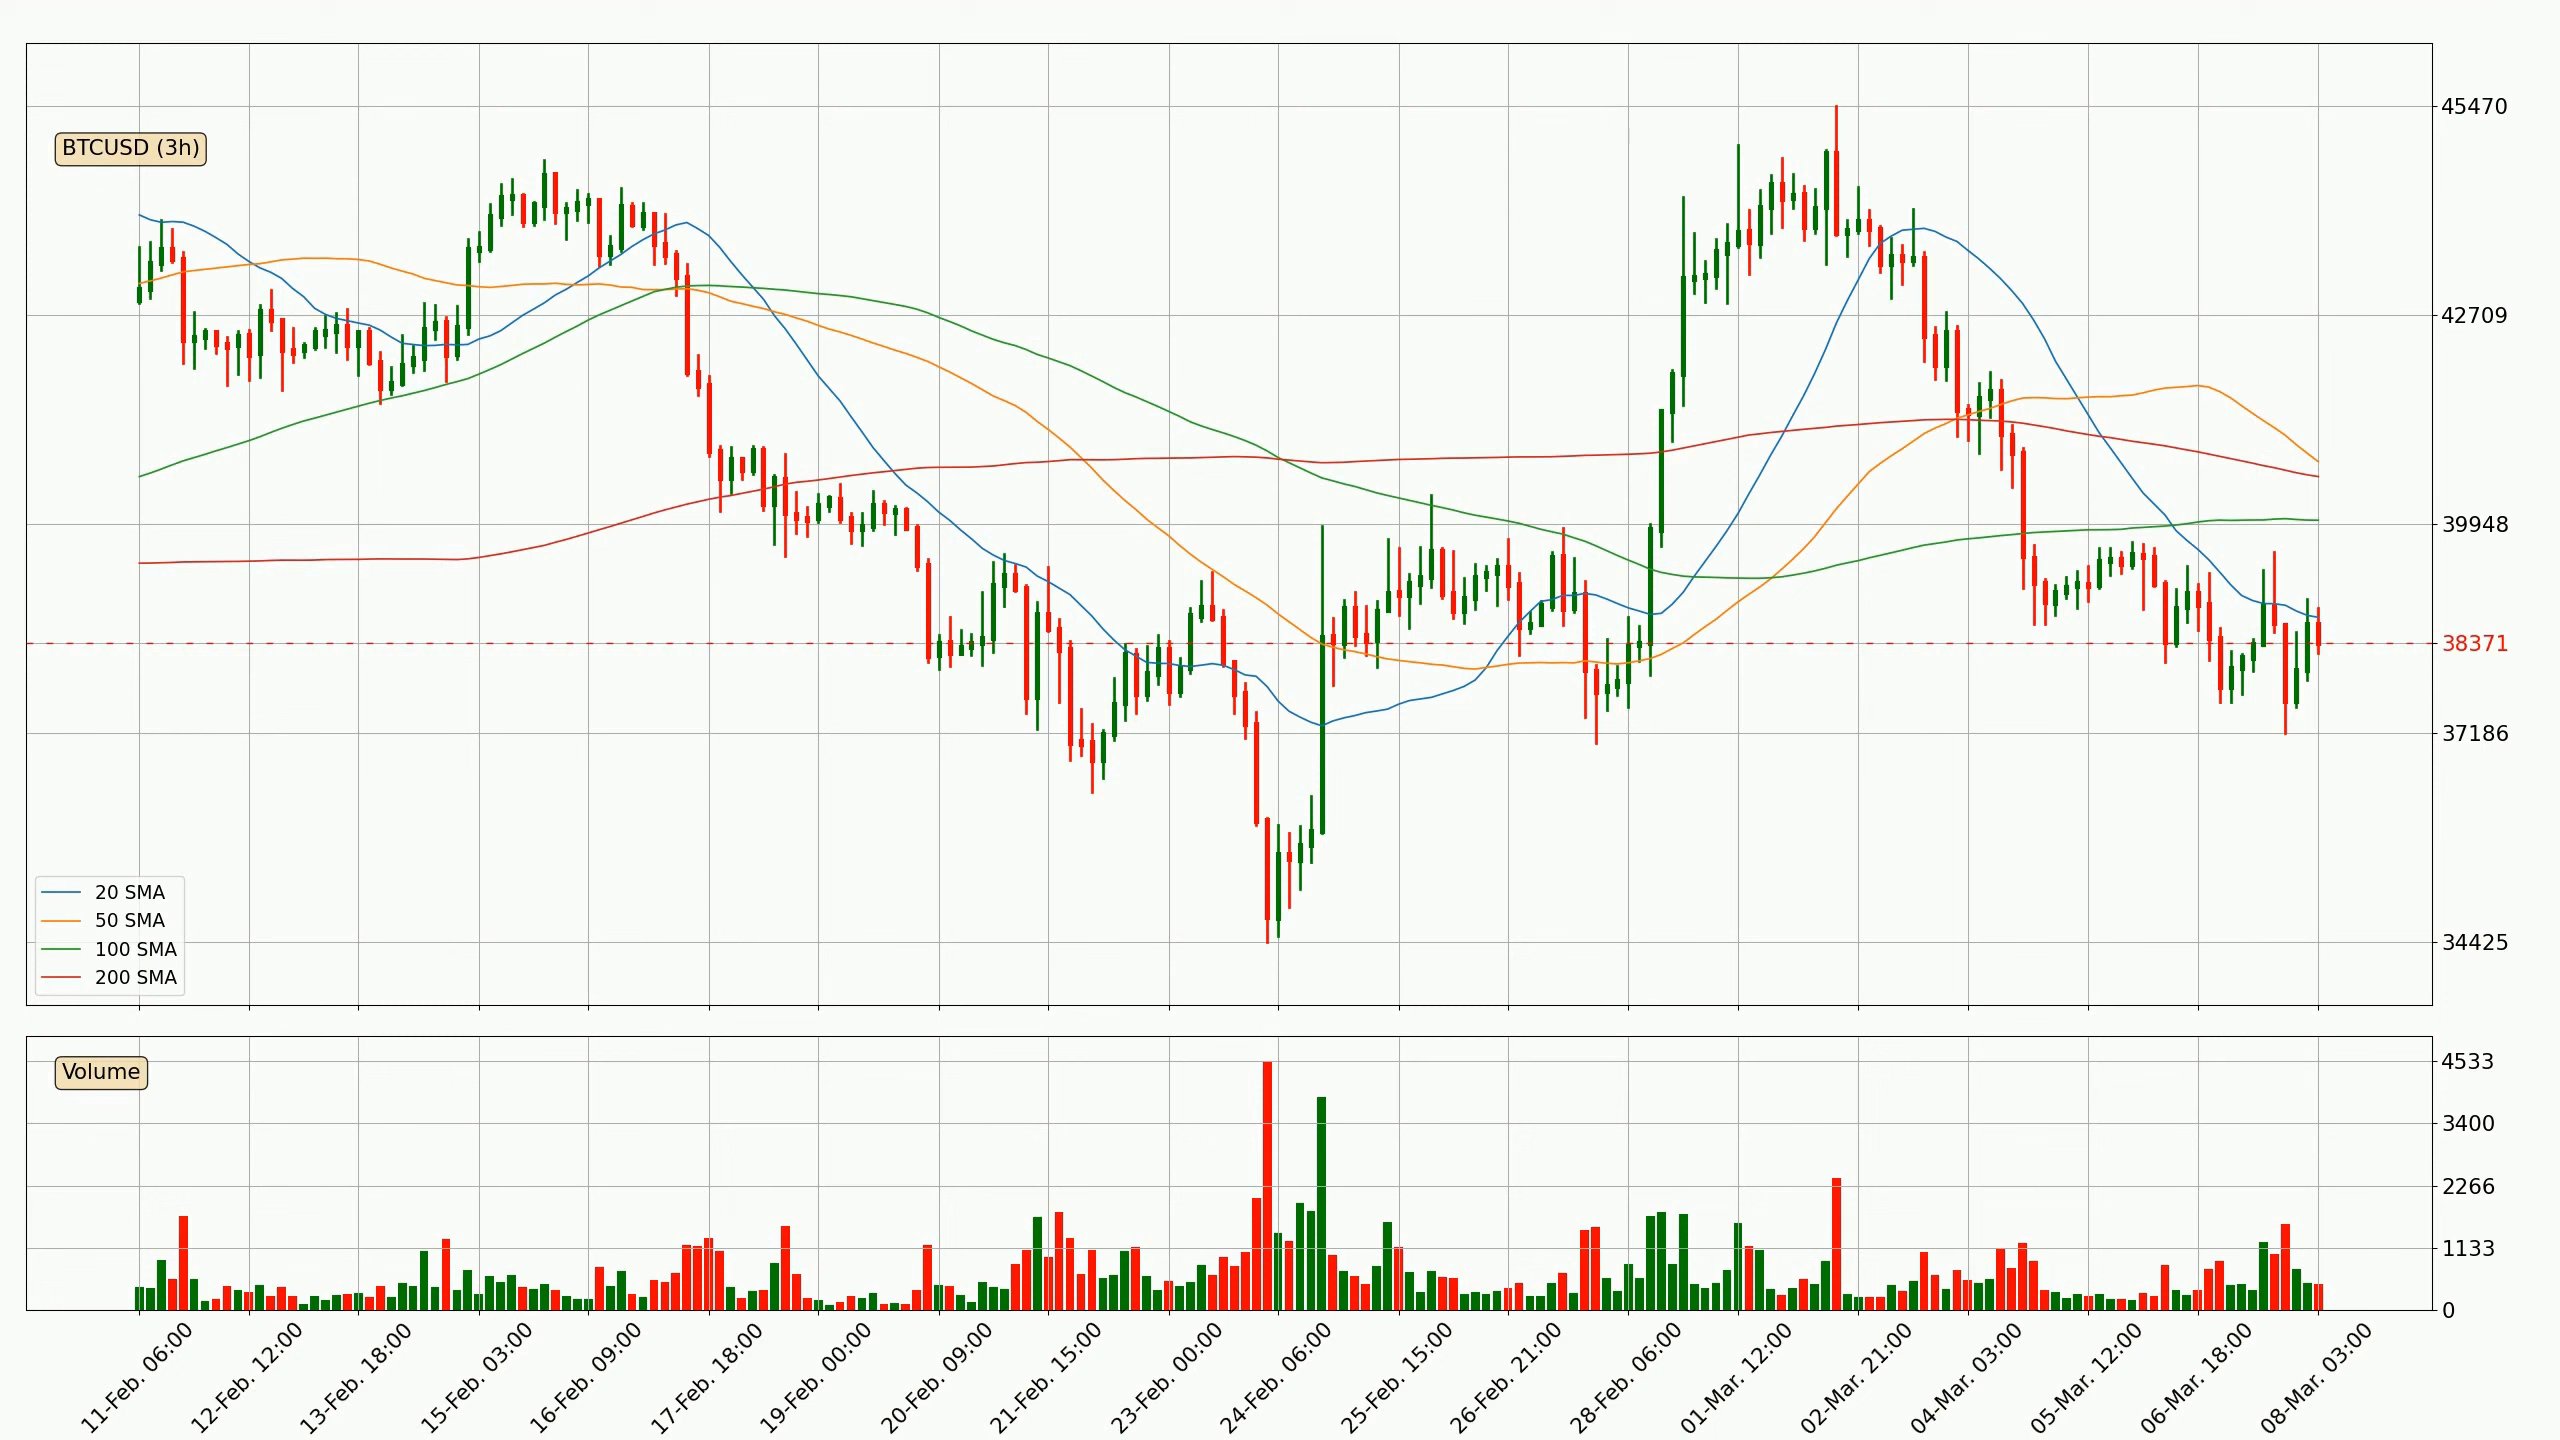 BTCUSD (3h)
45470
42709
39948
38371
37186
34425
20 SMA
50 SMA
100 SMA
200 SMA
Volume
4533
3400
2266
1133
0
11-Feb. 06:00
12-Feb. 12:00
13-Feb. 18:00
15-Feb. 03:00
16-Feb. 09:00
17-Feb. 18:00
19-Feb. 00:00
20-Feb. 09:00
21-Feb. 15:00
23-Feb. 00:00
24-Feb. 06:00
25-Feb. 15:00
26-Feb. 21:00
28-Feb. 06:00
01-Mar. 12:00
02-Mar. 21:00
04-Mar. 03:00
05-Mar. 12:00
06-Mar. 18:00
08-Mar. 03:00